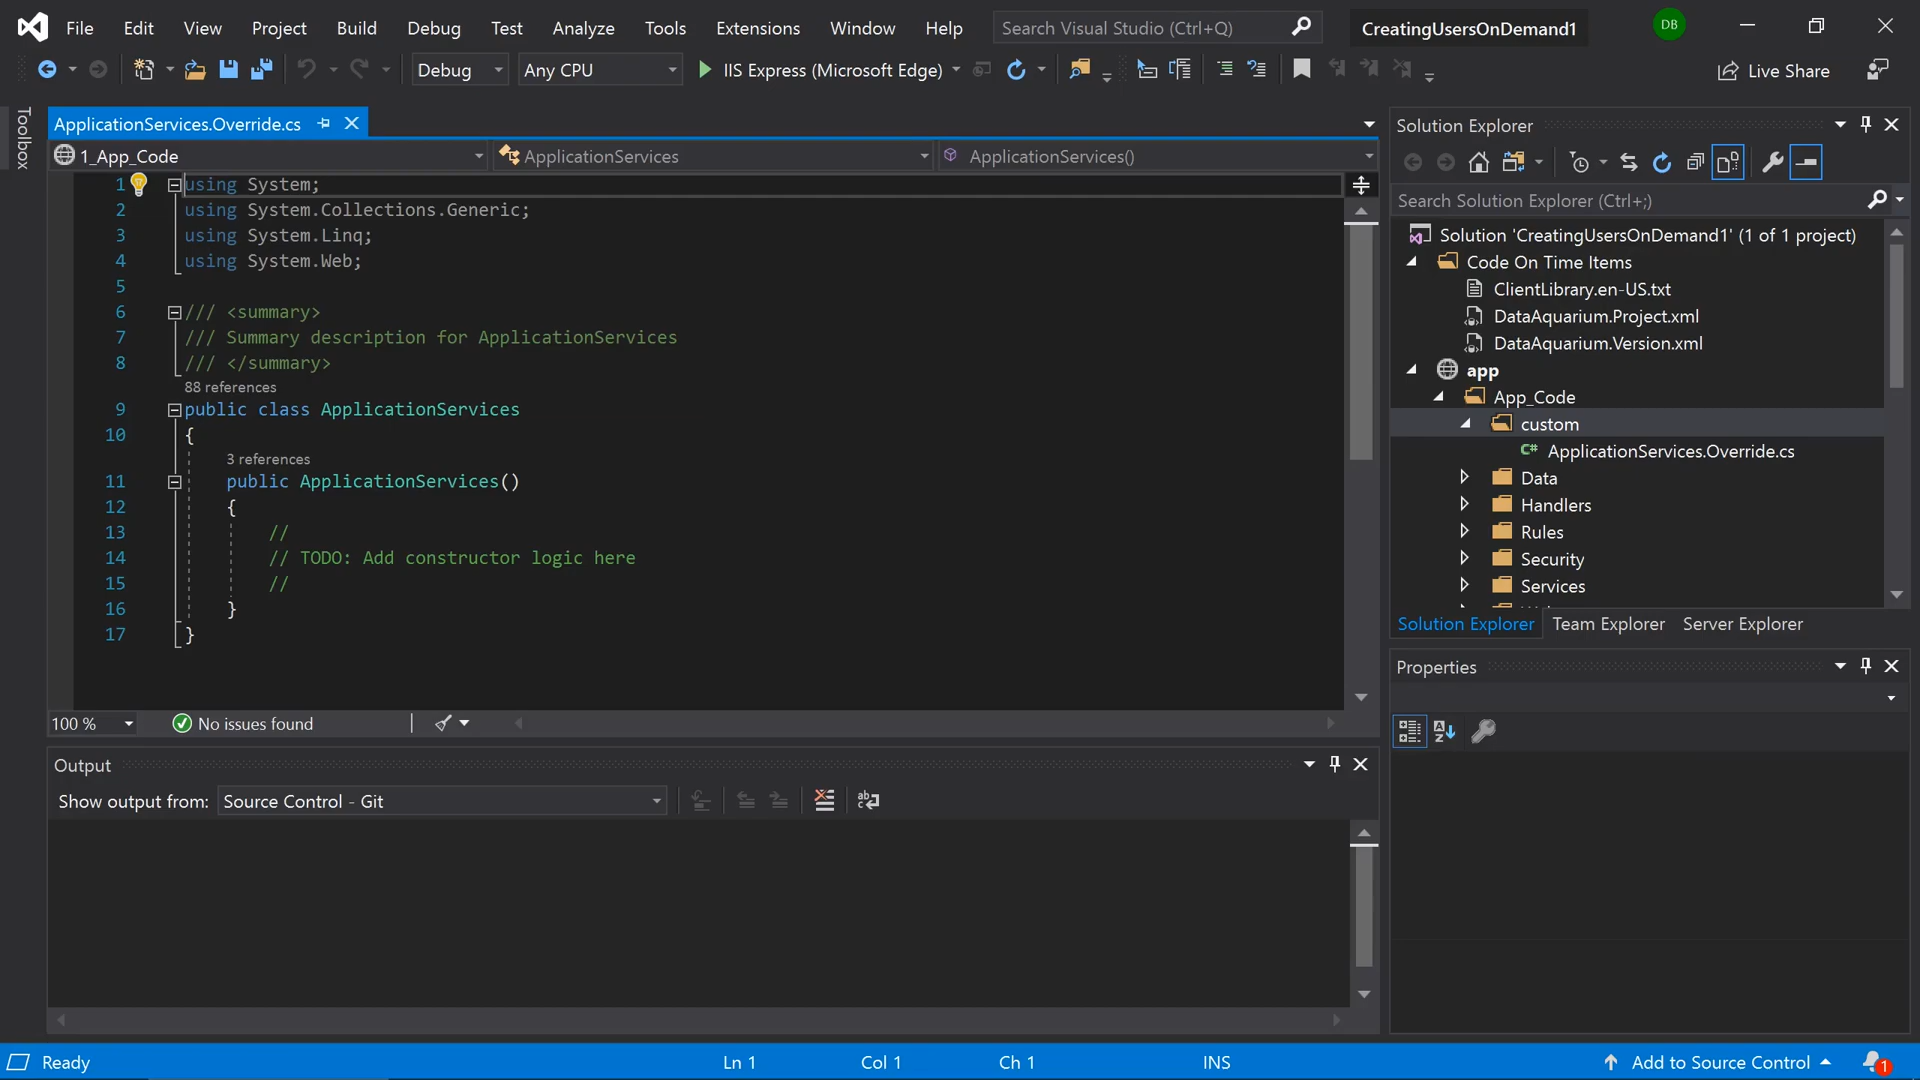 File Edit View Project Build Debug Test Analyze Tools Extensions Window Help Search Visual Studio (Ctrl+Q) CreatingUsersOnDemand1 DB
Debug Any CPU IIS Express (Microsoft Edge) Live Share
Toolbox
ApplicationServices.Override.cs
1_App_Code ApplicationServices ApplicationServices()
1 using System;
2 using System.Collections.Generic;
3 using System.Linq;
4 using System.Web;
5
6 /// <summary>
7 /// Summary description for ApplicationServices
8 /// </summary>
88 references
9 public class ApplicationServices
10 {
3 references
11 public ApplicationServices()
12 {
13 //
14 // TODO: Add constructor logic here
15 //
16 }
17 }
100 % No issues found
Output
Show output from: Source Control - Git
Solution Explorer
Search Solution Explorer (Ctrl+;)
Solution 'CreatingUsersOnDemand1' (1 of 1 project)
Code On Time Items
ClientLibrary.en-US.txt
DataAquarium.Project.xml
DataAquarium.Version.xml
app
App_Code
custom
C# ApplicationServices.Override.cs
Data
Handlers
Rules
Security
Services
Solution Explorer Team Explorer Server Explorer
Properties
Ready Ln 1 Col 1 Ch 1 INS Add to Source Control 1